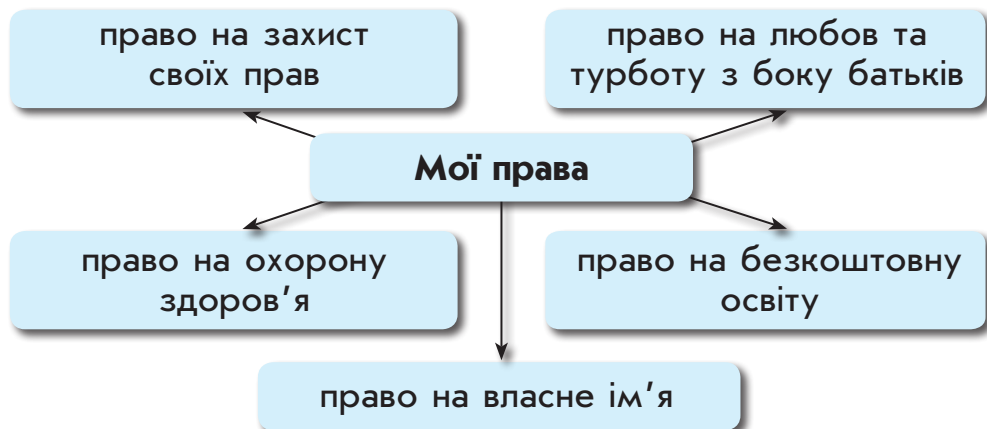 право на захист
своїх прав
право на любов та
турботу з боку батьків
Мої права
право на охорону
здоров'я
право на безкоштовну
освіту
право на власне ім'я